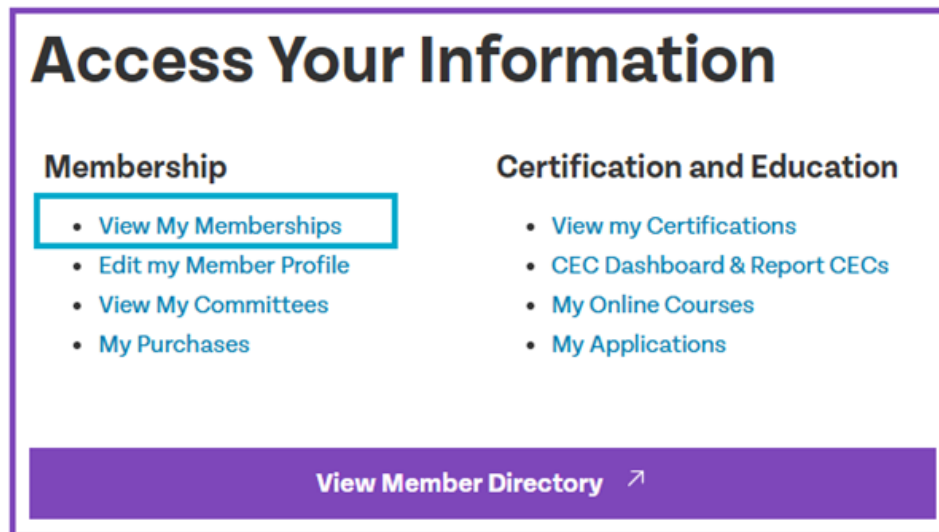 Access Your Information
Membership
• View My Memberships
• Edit my Member Profile
• View My Committees
• My Purchases
Certification and Education
• View my Certifications
• CEC Dashboard & Report CECs
• My Online Courses
• My Applications
View Member Directory ↗